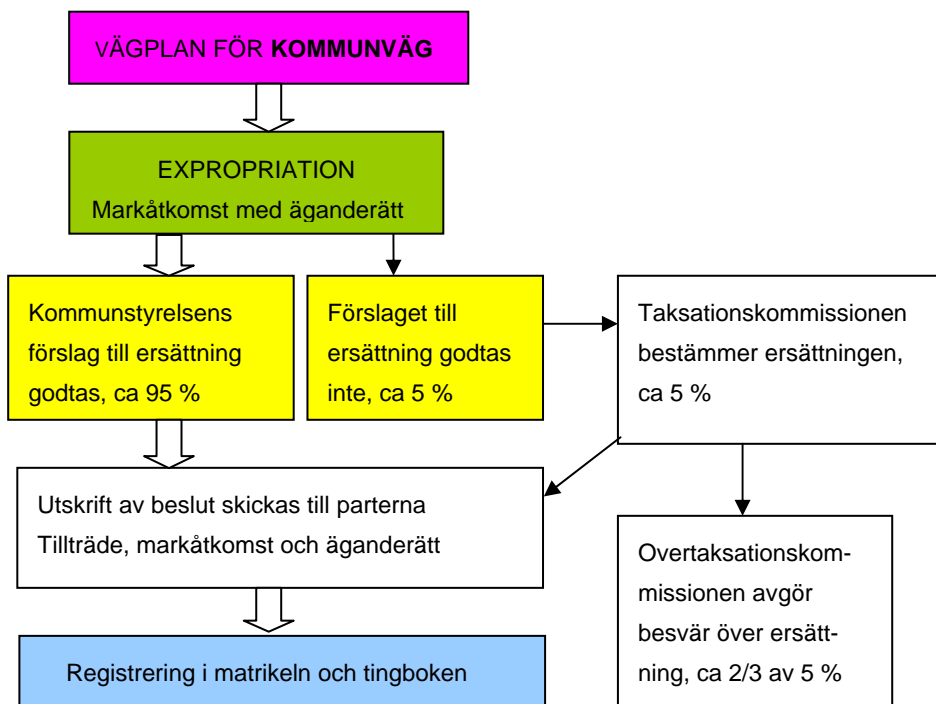 VÄGPLAN FÖR KOMMUNVÄG
EXPROPRIATION
Markåtkomst med äganderätt
Kommunstyrelsens
förslag till ersättning
godtas, ca 95 %
Förslaget till
ersättning godtas
inte, ca 5 %
Taksationskommissionen
bestämmer ersättningen,
ca 5 %
Utskrift av beslut skickas till parterna
Tillträde, markåtkomst och äganderätt
Overtaksationskom-
missionen avgör
besvär över ersätt-
ning, ca 2/3 av 5 %
Registrering i matrikeln och tingboken